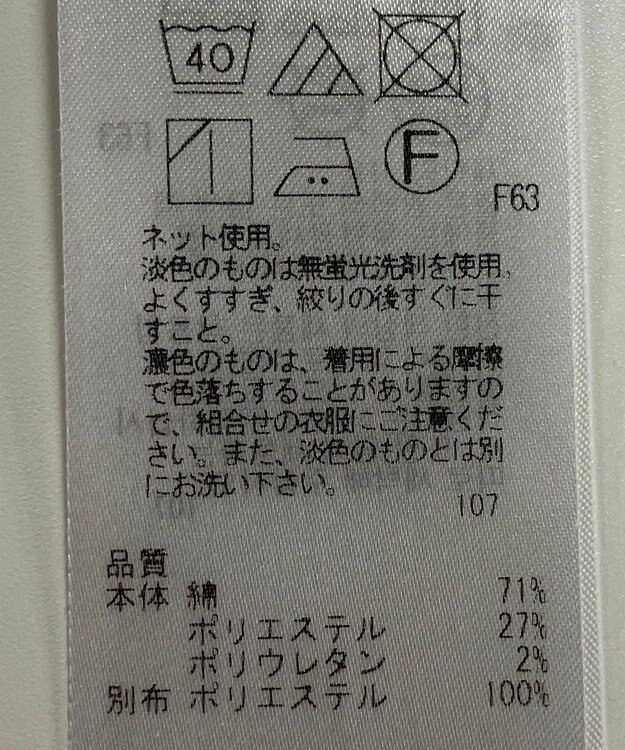 40
F
F63
ネット使用。
淡色のものは無蛍光洗剤を使用。
よくすすぎ、絞りの後すぐに干
すこと。
濃色のものは、着用による摩擦
で色落ちすることがありますの
で、組合せの衣服にご注意くだ
さい。また、淡色のものとは別
にお洗い下さい。
107
品質
本体 綿 71%
ポリエステル 27%
ポリウレタン 2%
別布 ポリエステル 100%